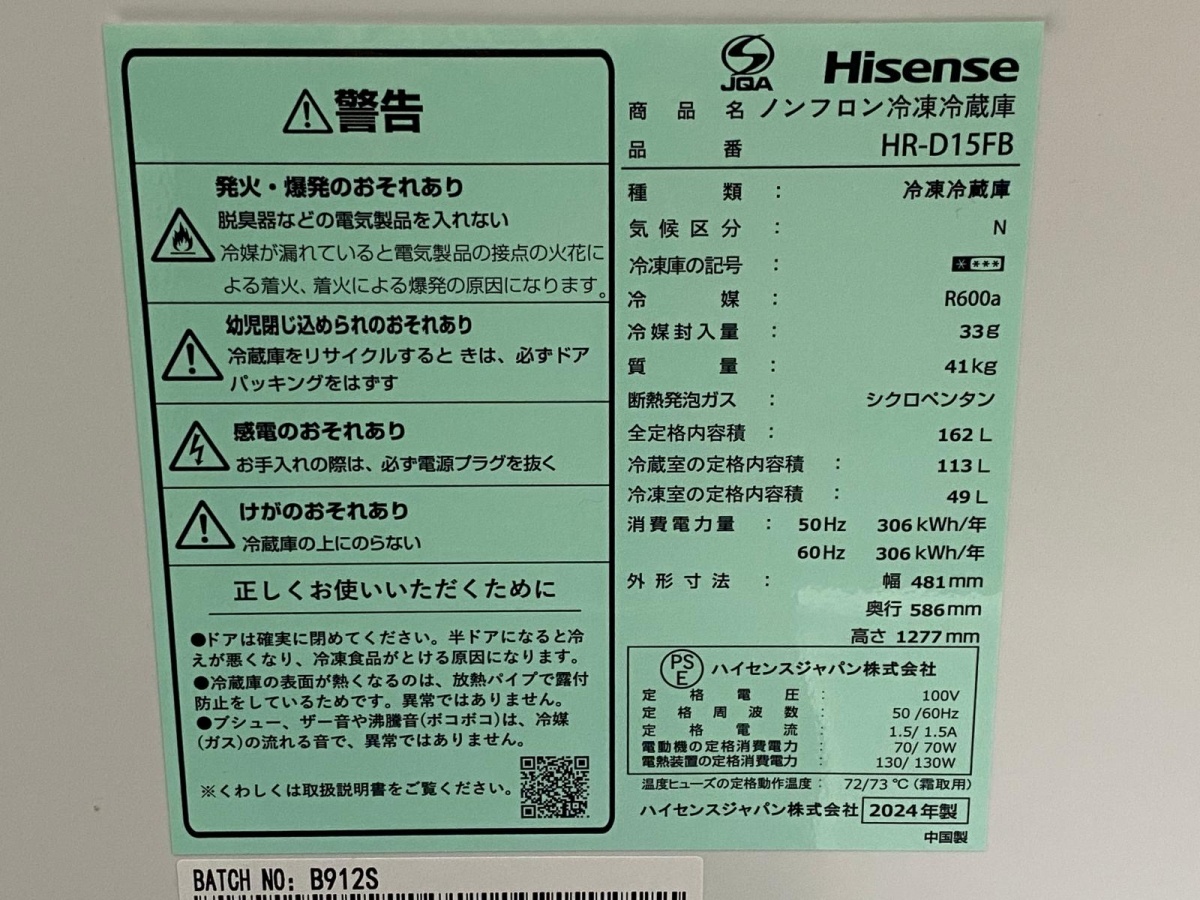 ⚠警告
発火・爆発のおそれあり
脱臭器などの電気製品を入れない
冷媒が漏れていると電気製品の接点の火花に
よる着火、着火による爆発の原因になります。
幼児閉じ込められのおそれあり
冷蔵庫をリサイクルすると きは、必ずドア
パッキングをはずす
感電のおそれあり
お手入れの際は、必ず電源プラグを抜く
けがのおそれあり
冷蔵庫の上にのらない
正しくお使いいただくために
●ドアは確実に閉めてください。半ドアになると冷
えが悪くなり、冷凍食品がとける原因になります。
●冷蔵庫の表面が熱くなるのは、放熱パイプで露付
防止をしているためです。異常ではありません。
●プシュー、ザー音や沸騰音(ボコボコ)は、冷媒
(ガス)の流れる音で、異常ではありません。
※くわしくは取扱説明書をご覧ください。
JQA
Hisense
商品名 ノンフロン冷凍冷蔵庫
品番 HR-D15FB
種類 : 冷凍冷蔵庫
気候区分 : N
冷凍庫の記号 : * ***
冷媒 : R600a
冷媒封入量 : 33g
質量 : 41kg
断熱発泡ガス : シクロペンタン
全定格内容積 : 162 L
冷蔵室の定格内容積 : 113 L
冷凍室の定格内容積 : 49 L
消費電力量 : 50Hz 306 kWh/年
60Hz 306 kWh/年
外形寸法 : 幅 481mm
奥行 586mm
高さ 1277mm
PS
E
ハイセンスジャパン株式会社
定格電圧 : 100V
定格周波数 : 50 /60Hz
定格電流 : 1.5/ 1.5A
電動機の定格消費電力 : 70/ 70W
電熱装置の定格消費電力 : 130/ 130W
温度ヒューズの定格動作温度 : 72/73 ℃ (霜取用)
ハイセンスジャパン株式会社 2024年製
中国製
BATCH NO: B912S